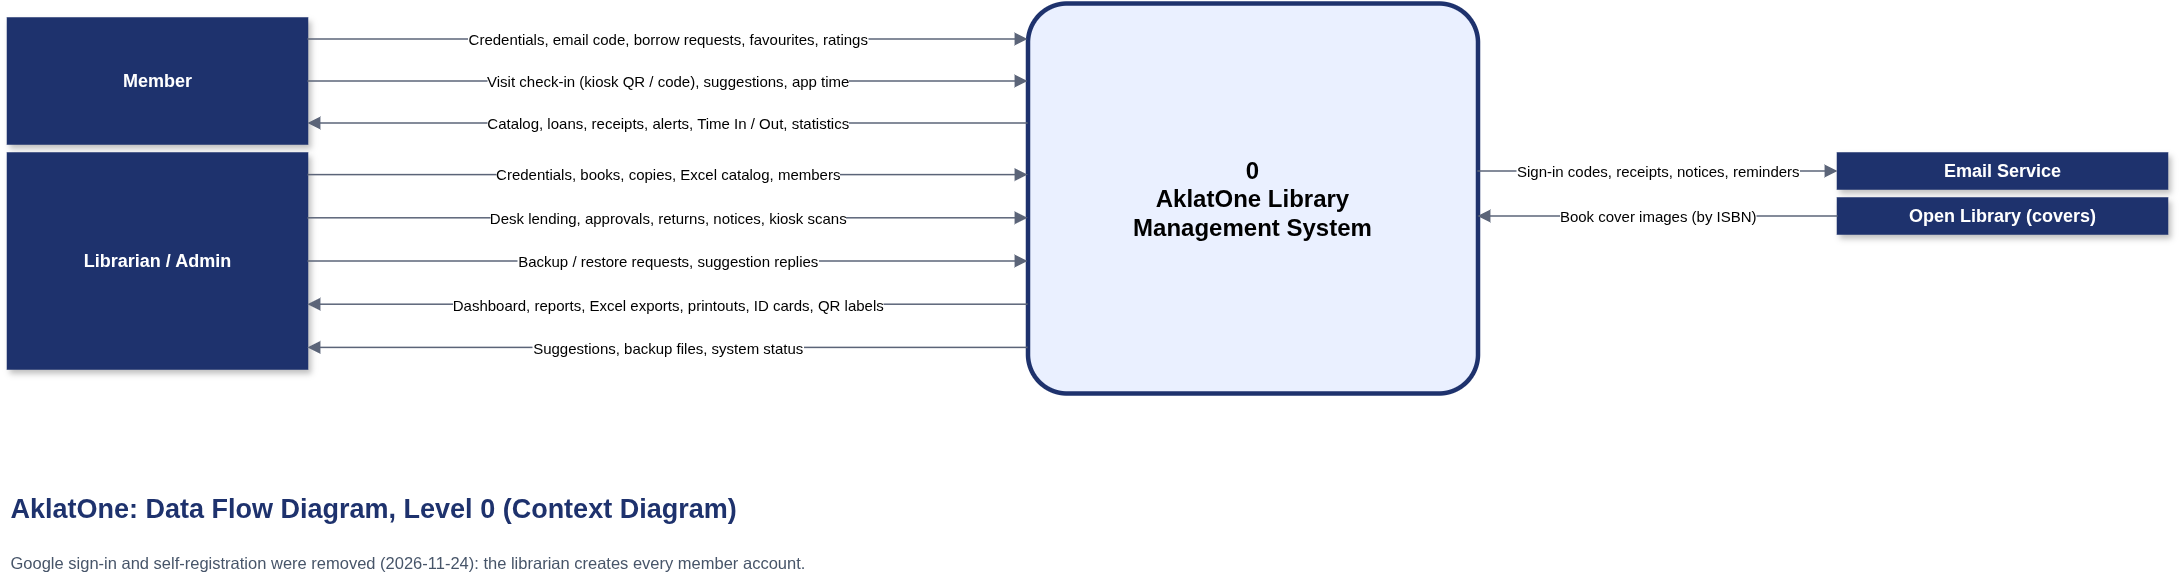 Member
Credentials, email code, borrow requests, favourites, ratings
Visit check-in (kiosk QR / code), suggestions, app time
Catalog, loans, receipts, alerts, Time In / Out, statistics
Librarian / Admin
Credentials, books, copies, Excel catalog, members
Desk lending, approvals, returns, notices, kiosk scans
Backup / restore requests, suggestion replies
Dashboard, reports, Excel exports, printouts, ID cards, QR labels
Suggestions, backup files, system status
0
AklatOne Library
Management System
Sign-in codes, receipts, notices, reminders
Email Service
Book cover images (by ISBN)
Open Library (covers)
AklatOne: Data Flow Diagram, Level 0 (Context Diagram)
Google sign-in and self-registration were removed (2026-11-24): the librarian creates every member account.